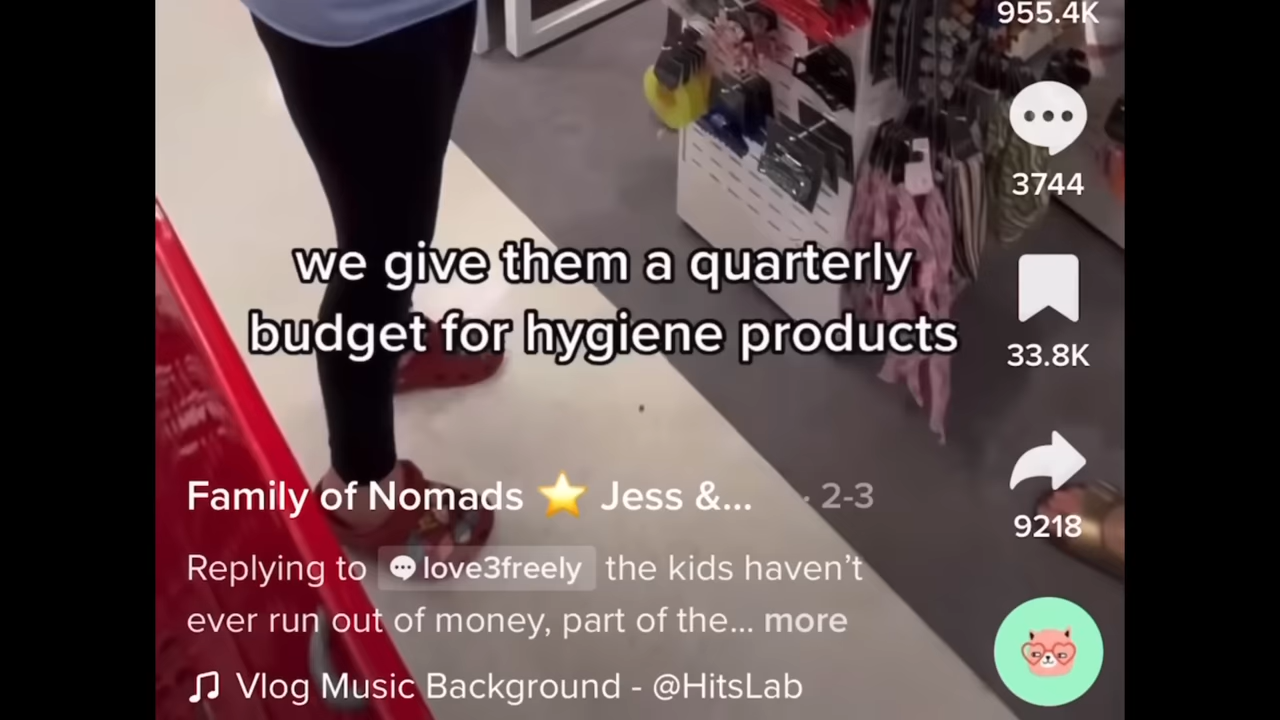 955.4K
3744
we give them a quarterly
budget for hygiene products
33.8K
Family of Nomads ⭐ Jess &... · 2-3
9218
Replying to love3freely the kids haven’t
ever run out of money, part of the... more
Vlog Music Background - @HitsLab